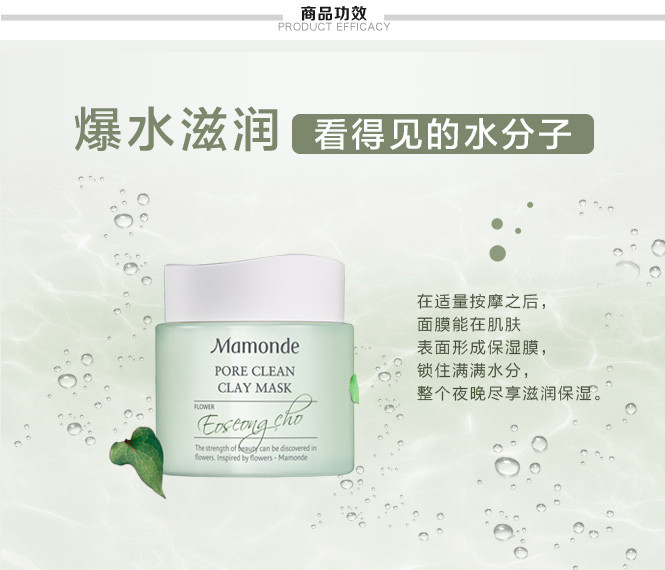 商品功效
PRODUCT EFFICACY
爆水滋润 看得见的水分子
在适量按摩之后，
面膜能在肌肤
表面形成保湿膜，
锁住满满水分，
整个夜晚尽享滋润保湿。
Mamonde
PORE CLEAN
CLAY MASK
FLOWER
Eoseong cho
The strength of beauty can be discovered in
flowers. Inspired by flowers - Mamonde